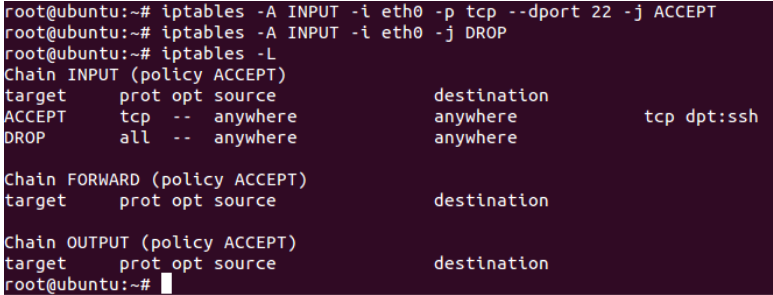 root@ubuntu:~# iptables -A INPUT -i eth0 -p tcp --dport 22 -j ACCEPT
root@ubuntu:~# iptables -A INPUT -i eth0 -j DROP
root@ubuntu:~# iptables -L
Chain INPUT (policy ACCEPT)
target     prot opt source               destination
ACCEPT     tcp  --  anywhere             anywhere             tcp dpt:ssh
DROP       all  --  anywhere             anywhere

Chain FORWARD (policy ACCEPT)
target     prot opt source               destination

Chain OUTPUT (policy ACCEPT)
target     prot opt source               destination
root@ubuntu:~#